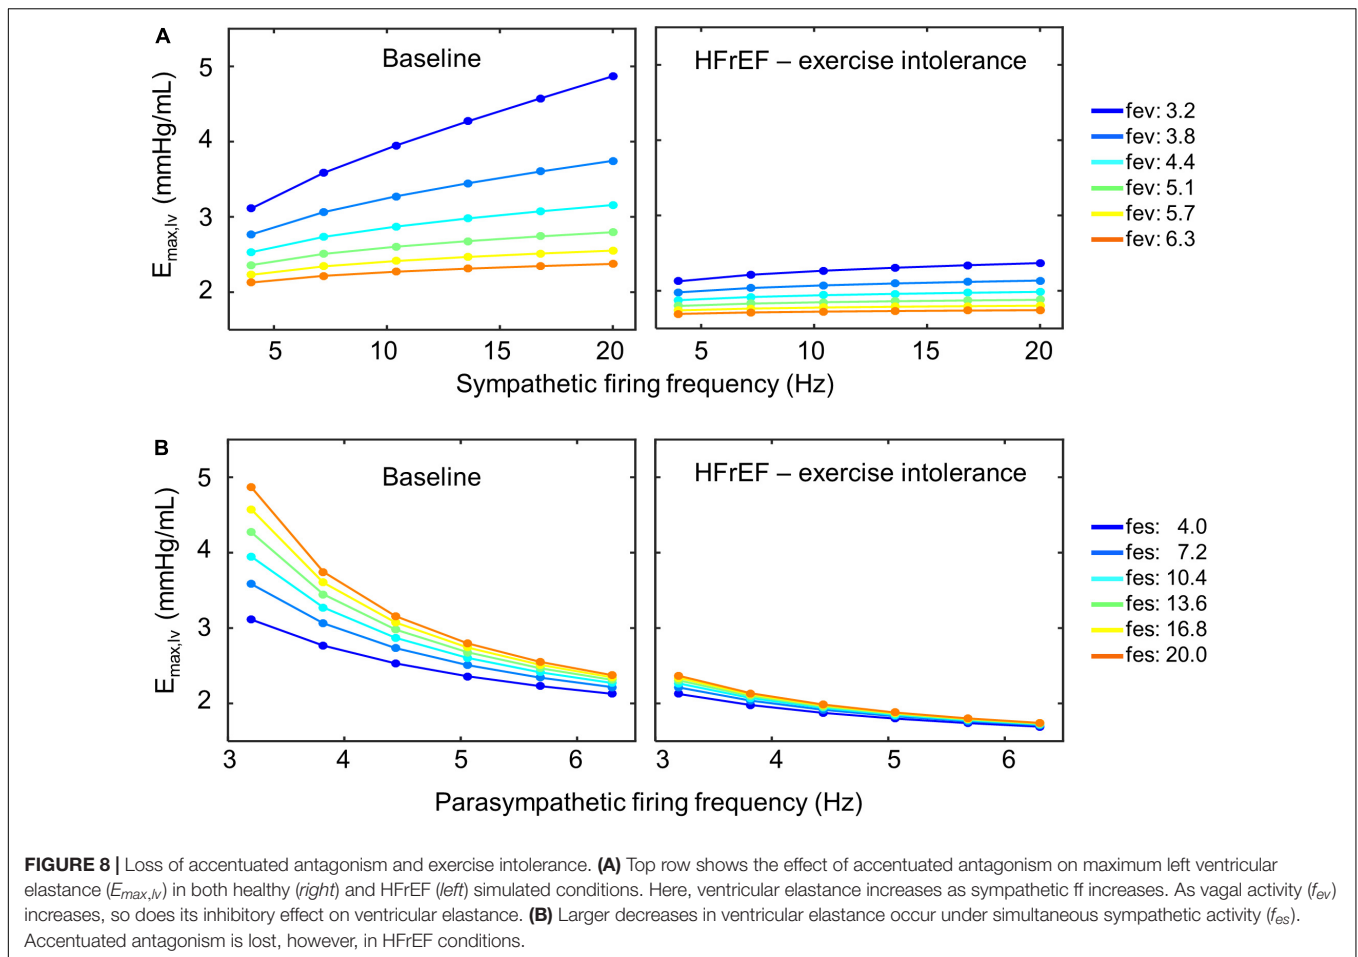 A
Baseline
HFrEF – exercise intolerance
5
4
3
2
E_max,lv (mmHg/mL)
5 10 15 20
5 10 15 20
Sympathetic firing frequency (Hz)
fev: 3.2
fev: 3.8
fev: 4.4
fev: 5.1
fev: 5.7
fev: 6.3
B
Baseline
HFrEF – exercise intolerance
5
4
3
2
E_max,lv (mmHg/mL)
3 4 5 6
3 4 5 6
Parasympathetic firing frequency (Hz)
fes: 4.0
fes: 7.2
fes: 10.4
fes: 13.6
fes: 16.8
fes: 20.0
FIGURE 8 | Loss of accentuated antagonism and exercise intolerance. (A) Top row shows the effect of accentuated antagonism on maximum left ventricular
elastance (E_max,lv) in both healthy (right) and HFrEF (left) simulated conditions. Here, ventricular elastance increases as sympathetic ff increases. As vagal activity (f_ev)
increases, so does its inhibitory effect on ventricular elastance. (B) Larger decreases in ventricular elastance occur under simultaneous sympathetic activity (f_es).
Accentuated antagonism is lost, however, in HFrEF conditions.